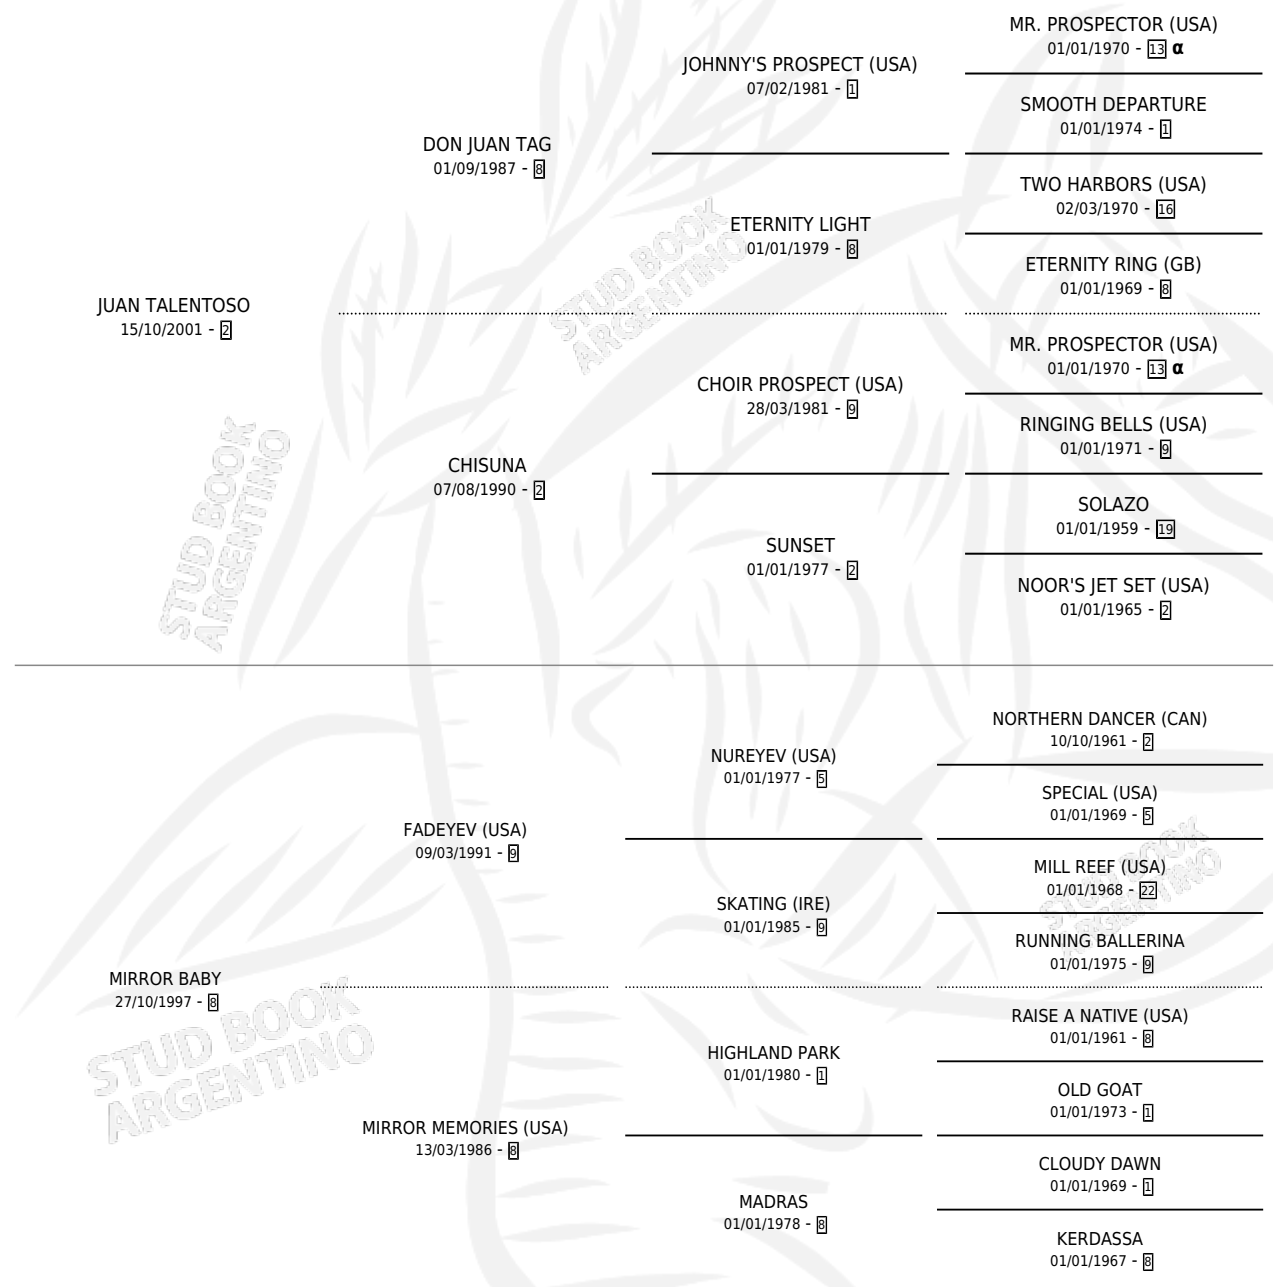 MR. PROSPECTOR (USA)
01/01/1970 - 13 α
JOHNNY'S PROSPECT (USA)
07/02/1981 - 1
SMOOTH DEPARTURE
01/01/1974 - 1
DON JUAN TAG
01/09/1987 - 8
TWO HARBORS (USA)
02/03/1970 - 16
ETERNITY LIGHT
01/01/1979 - 8
ETERNITY RING (GB)
01/01/1969 - 8
JUAN TALENTOSO
15/10/2001 - 2
MR. PROSPECTOR (USA)
01/01/1970 - 13 α
CHOIR PROSPECT (USA)
28/03/1981 - 9
RINGING BELLS (USA)
01/01/1971 - 9
CHISUNA
07/08/1990 - 2
SOLAZO
01/01/1959 - 19
SUNSET
01/01/1977 - 2
NOOR'S JET SET (USA)
01/01/1965 - 2
NORTHERN DANCER (CAN)
10/10/1961 - 2
NUREYEV (USA)
01/01/1977 - 5
SPECIAL (USA)
01/01/1969 - 5
FADEYEV (USA)
09/03/1991 - 9
MILL REEF (USA)
01/01/1968 - 22
SKATING (IRE)
01/01/1985 - 9
RUNNING BALLERINA
01/01/1975 - 9
MIRROR BABY
27/10/1997 - 8
RAISE A NATIVE (USA)
01/01/1961 - 8
HIGHLAND PARK
01/01/1980 - 1
OLD GOAT
01/01/1973 - 1
MIRROR MEMORIES (USA)
13/03/1986 - 8
CLOUDY DAWN
01/01/1969 - 1
MADRAS
01/01/1978 - 8
KERDASSA
01/01/1967 - 8
STUD BOOK
ARGENTINO
STUD BOOK
ARGENTINO
STUD BOOK
ARGENTINO
STUD BOOK
ARGENTINO